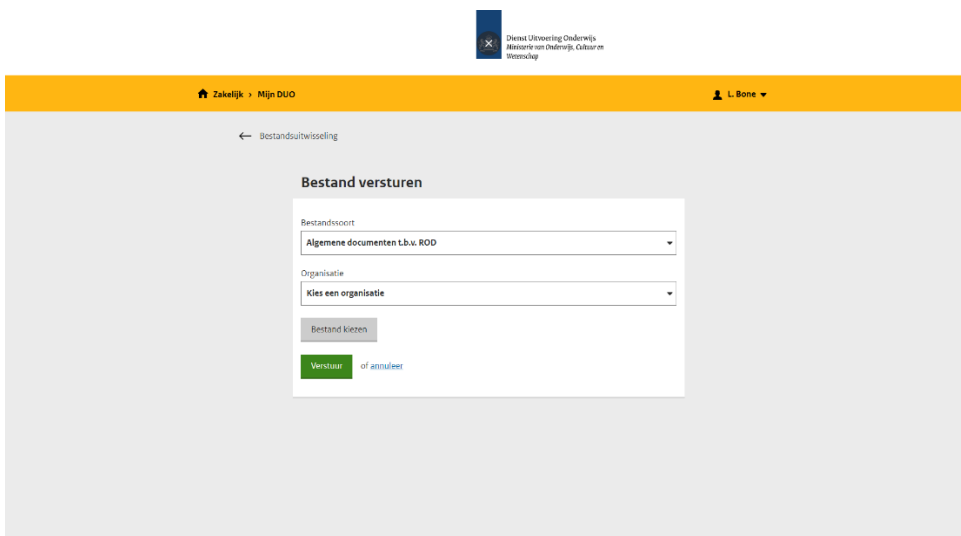 Dienst Uitvoering Onderwijs
Ministerie van Onderwijs, Cultuur en
Wetenschap
Zakelijk › Mijn DUO
L. Bone
Bestandsuitwisseling
Bestand versturen
Bestandssoort
Algemene documenten t.b.v. ROD
Organisatie
Kies een organisatie
Bestand kiezen
Verstuur of annuleer